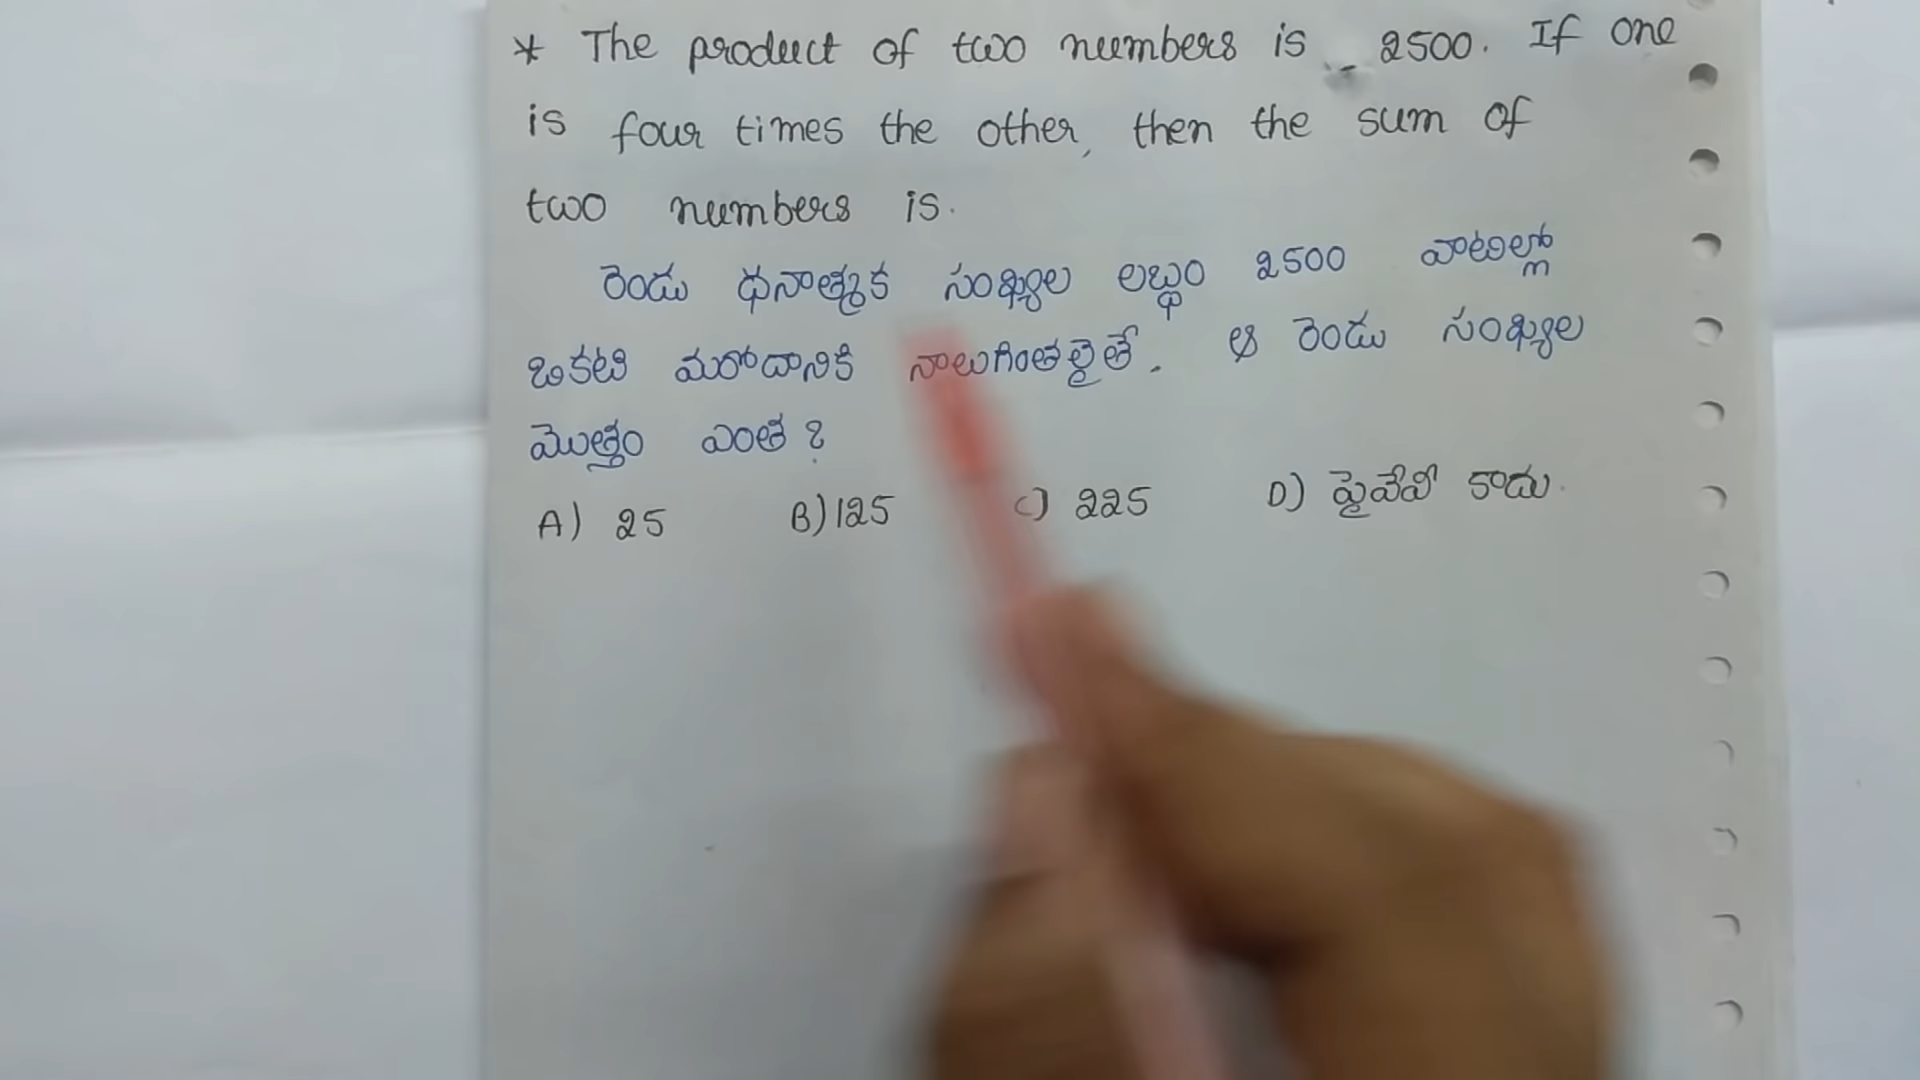 * The product of two numbers is 2500. If one
is four times the other, then the sum of
two numbers is.
రెండు ధనాత్మక సంఖ్యల లబ్ధం 2500 వాటిల్లో
ఒకటి మరోదానికి నాలుగింతలైతే. ఆ రెండు సంఖ్యల
మొత్తం ఎంత?
A) 25 B) 125 C) 225 D) పైవేవీ కాదు.